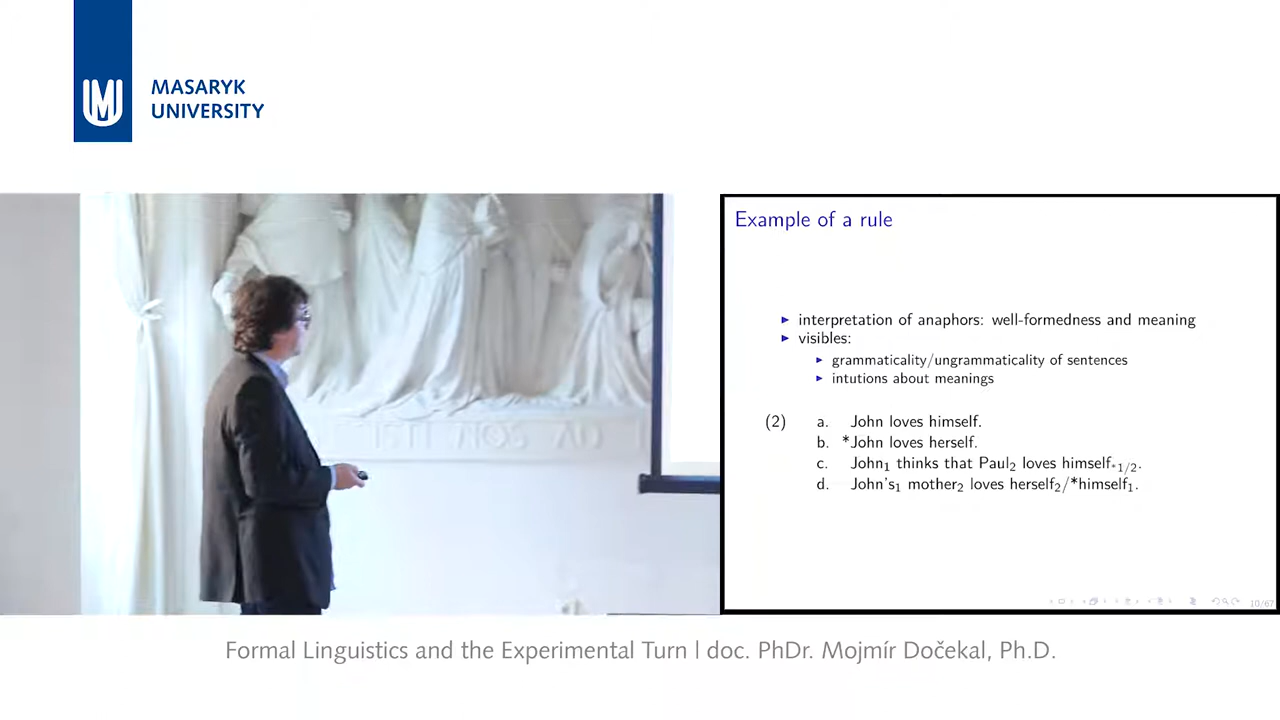 MASARYK
UNIVERSITY
Example of a rule
► interpretation of anaphors: well-formedness and meaning
► visibles:
► grammaticality/ungrammaticality of sentences
► intutions about meanings
(2) a. John loves himself.
b. *John loves herself.
c. John₁ thinks that Paul₂ loves himself*₁/₂.
d. John's₁ mother₂ loves herself₂/*himself₁.
10/67
Formal Linguistics and the Experimental Turn | doc. PhDr. Mojmír Dočekal, Ph.D.